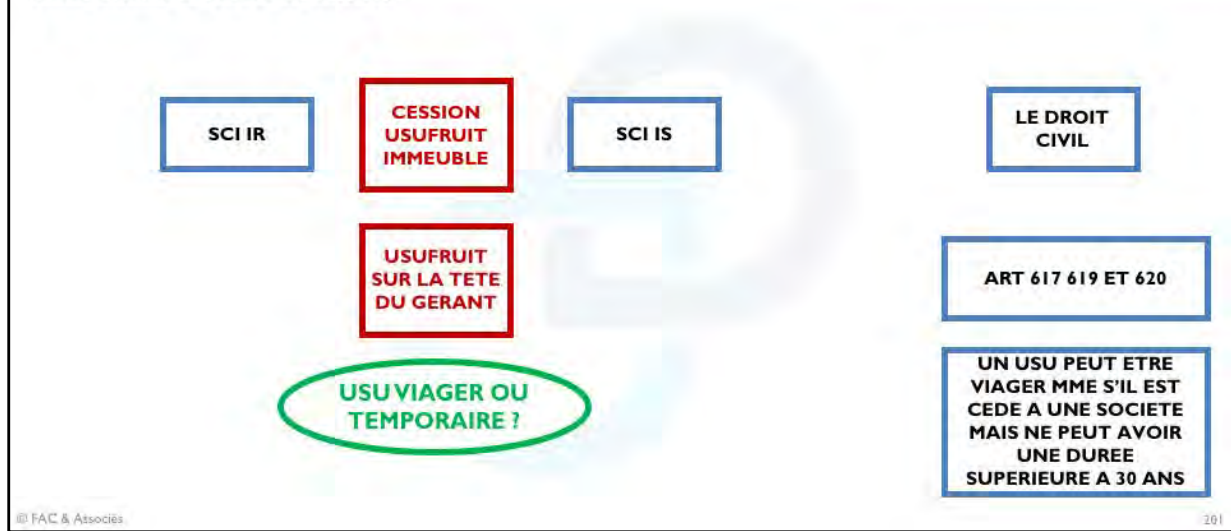 SCI IR
CESSION
USUFRUIT
IMMEUBLE
SCI IS
LE DROIT
CIVIL
USUFRUIT
SUR LA TETE
DU GERANT
ART 617 619 ET 620
USU VIAGER OU
TEMPORAIRE ?
UN USU PEUT ETRE
VIAGER MME S'IL EST
CEDE A UNE SOCIETE
MAIS NE PEUT AVOIR
UNE DUREE
SUPERIEURE A 30 ANS
© FAC & Associés
201